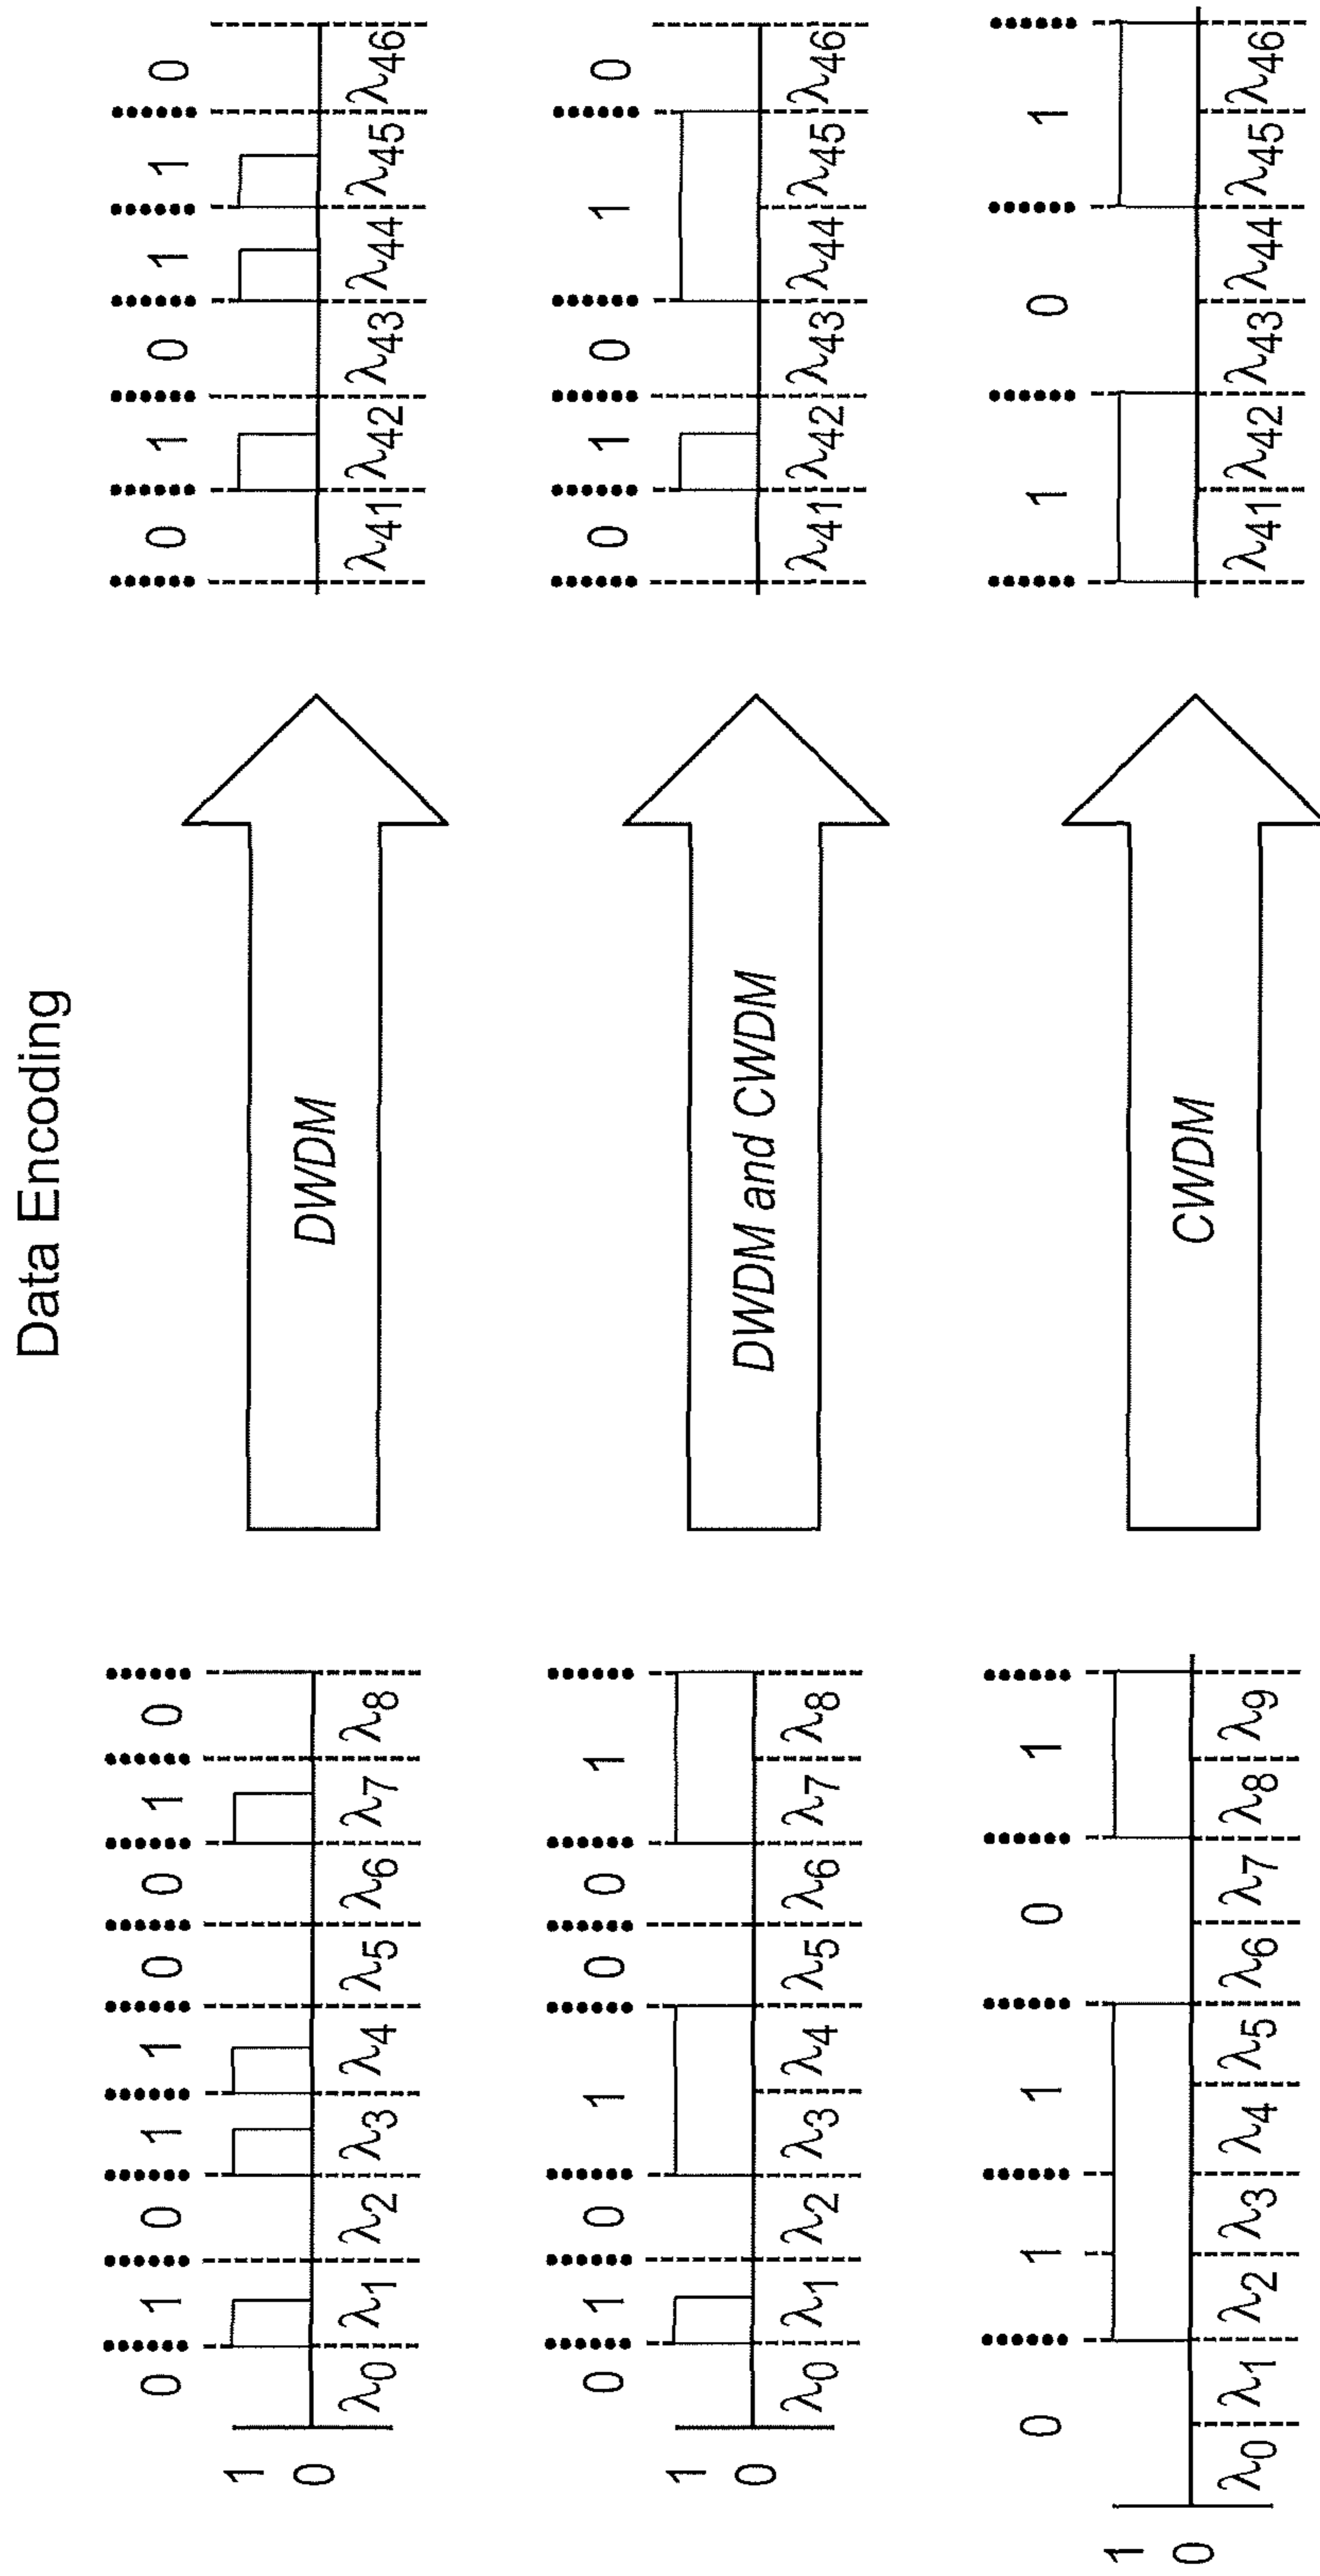 Data Encoding
0 1 0 1 1 0 0 1 0
1
0
λ0 λ1 λ2 λ3 λ4 λ5 λ6 λ7 λ8
DWDM
0 1 0 1 1 0
λ41 λ42 λ43 λ44 λ45 λ46
0 1 0 1 0 0 1
1
0
λ0 λ1 λ2 λ3 λ4 λ5 λ6 λ7 λ8
DWDM and CWDM
0 1 0 1 0
λ41 λ42 λ43 λ44 λ45 λ46
0 1 1 0 1
1
0
λ0 λ1 λ2 λ3 λ4 λ5 λ6 λ7 λ8 λ9
CWDM
1 0 1
λ41 λ42 λ43 λ44 λ45 λ46